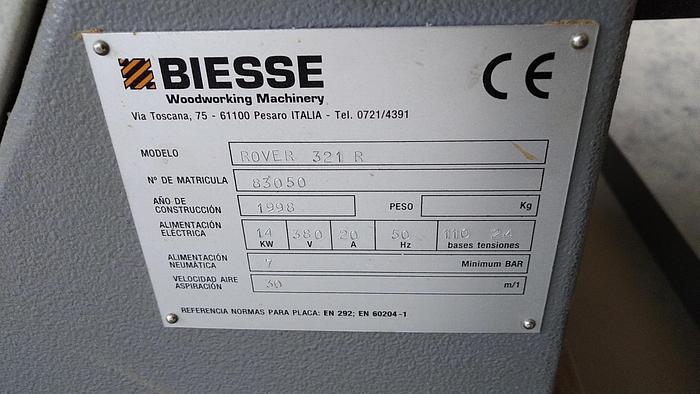 BIESSE
Woodworking Machinery
CE
Via Toscana, 75 - 61100 Pesaro ITALIA - Tel. 0721/4391
MODELO ROVER 321 R
N° DE MATRICULA 83050
AÑO DE CONSTRUCCIÓN 1998 PESO Kg
ALIMENTACIÓN ELÉCTRICA 14 KW 380 V 20 A 50 Hz 110 24 bases tensiones
ALIMENTACIÓN NEUMÁTICA 7 Minimum BAR
VELOCIDAD AIRE ASPIRACIÓN 30 m/1
REFERENCIA NORMAS PARA PLACA: EN 292; EN 60204-1